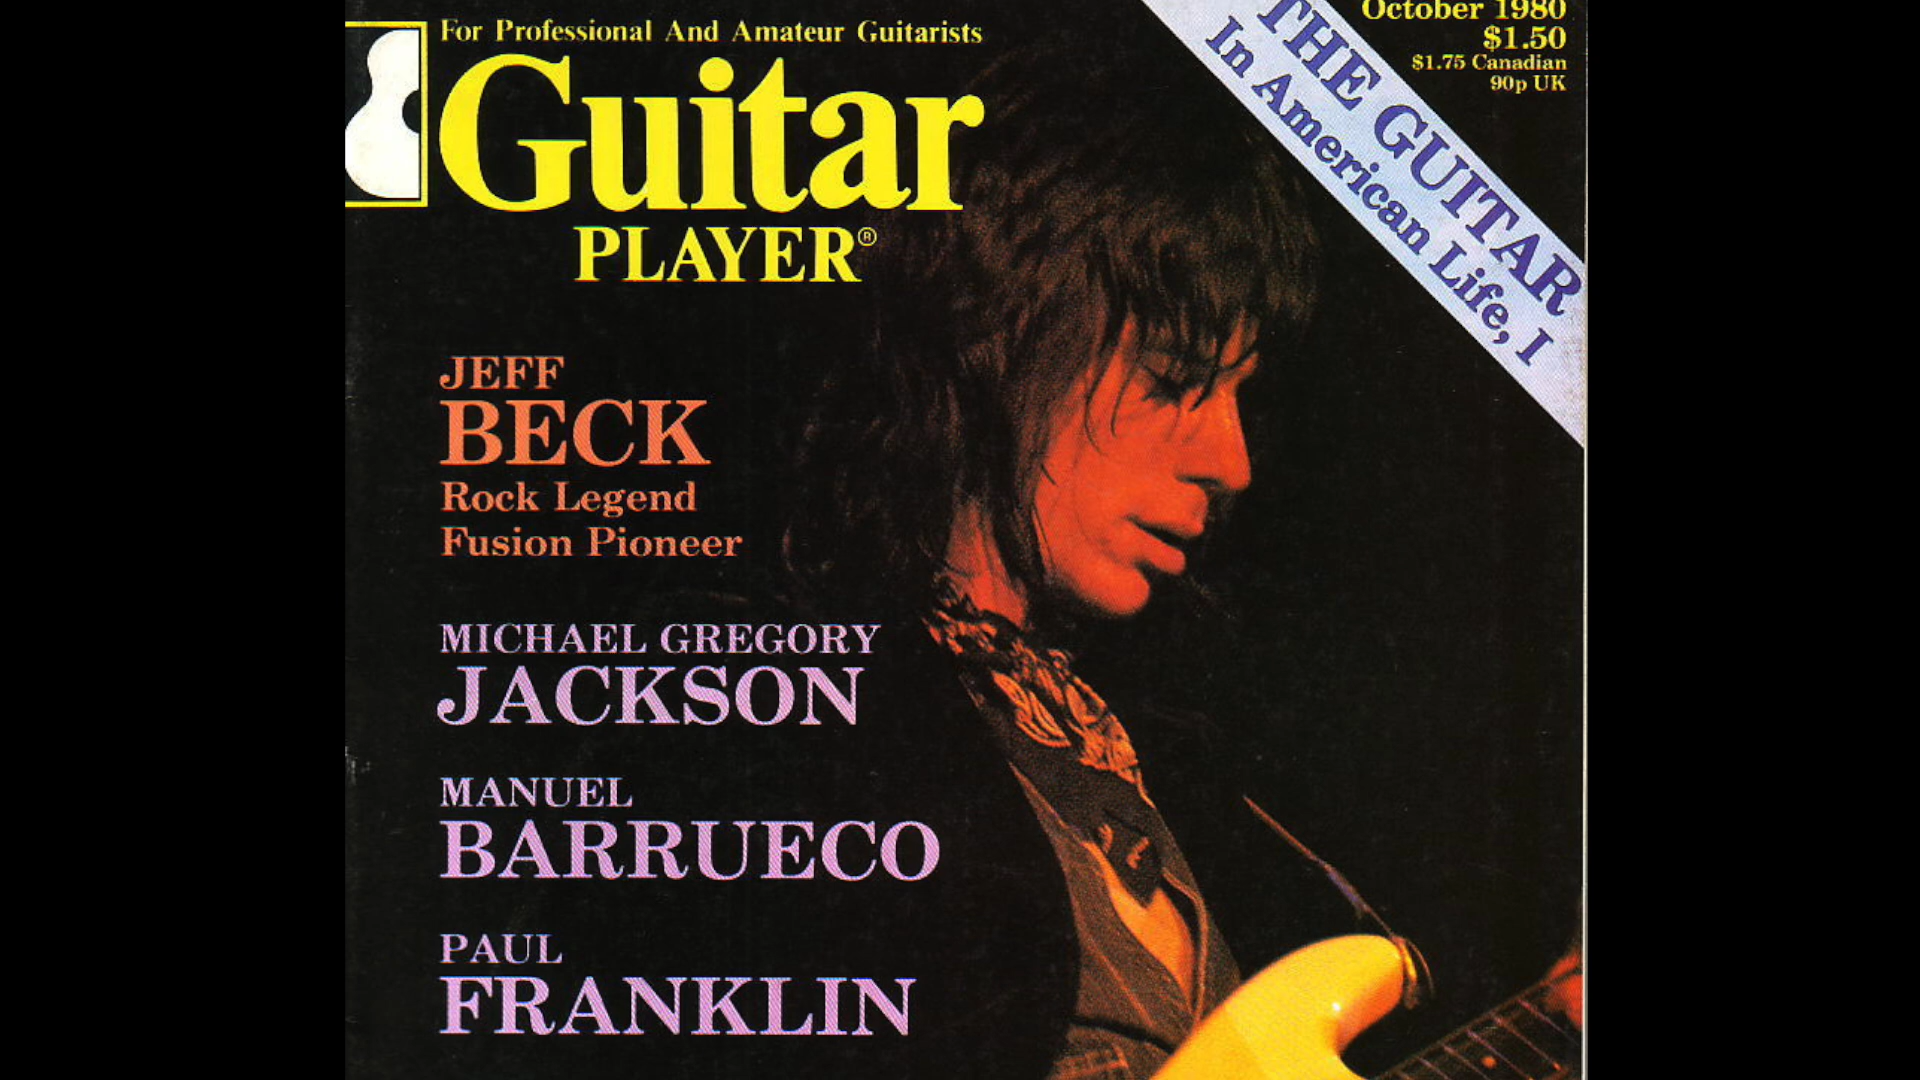 For Professional And Amateur Guitarists
Guitar
PLAYER®
October 1980
$1.50
$1.75 Canadian
90p UK
THE GUITAR
In American Life, I
JEFF
BECK
Rock Legend
Fusion Pioneer
MICHAEL GREGORY
JACKSON
MANUEL
BARRUECO
PAUL
FRANKLIN